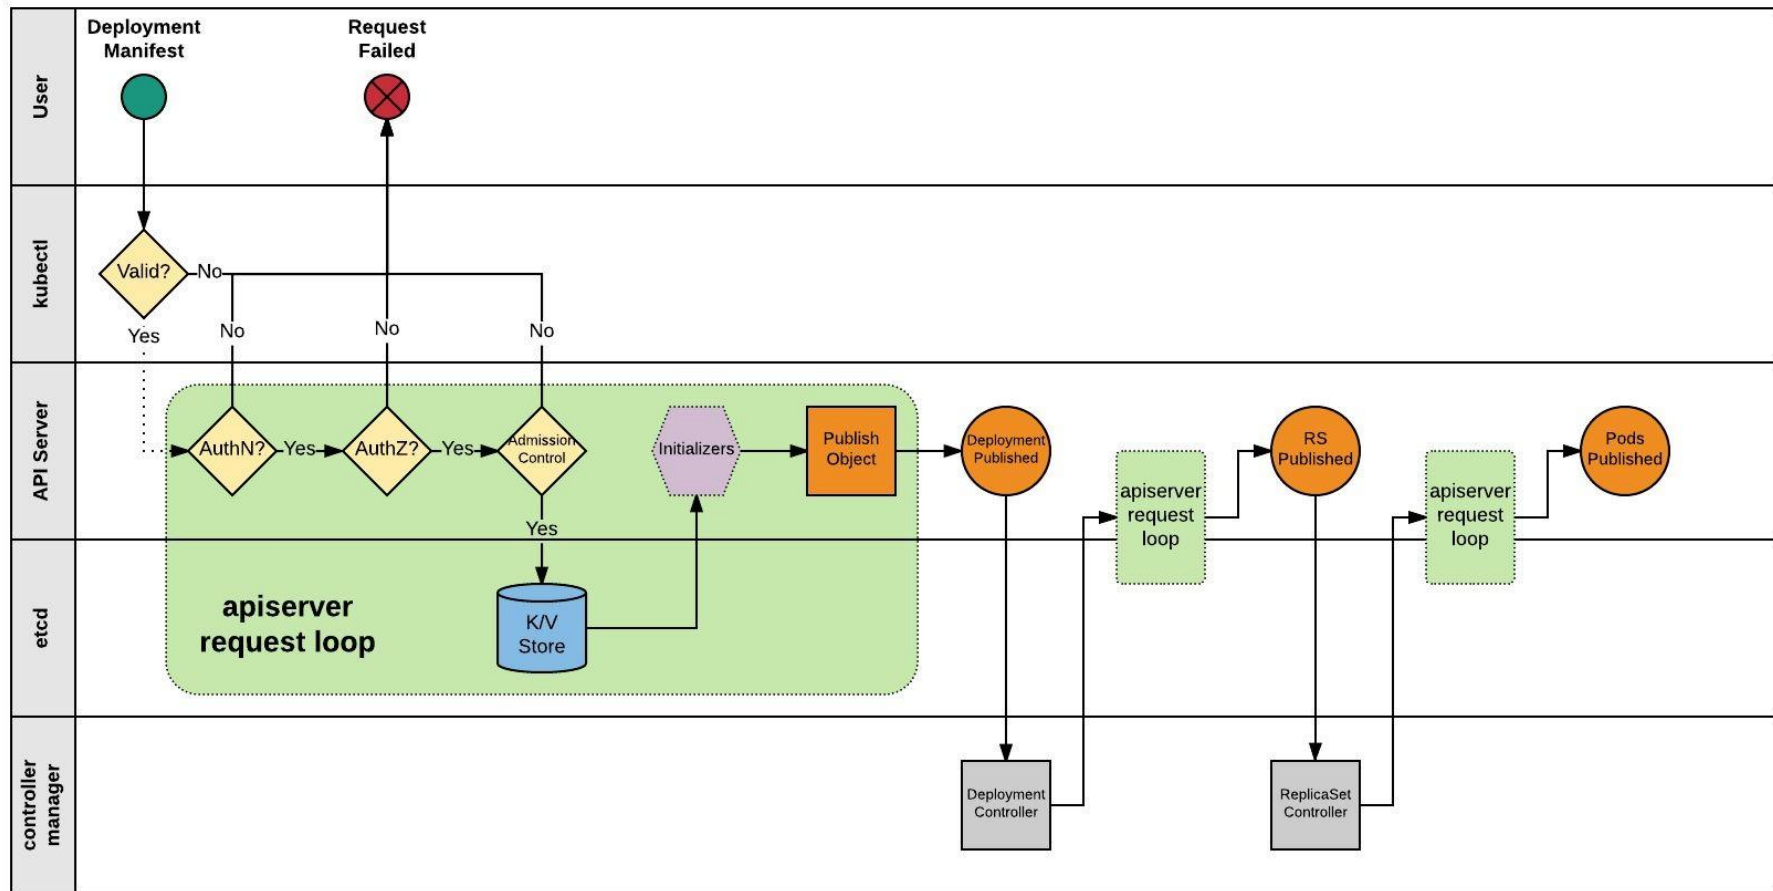 Deployment
Manifest
Request
Failed
User
Valid?
No
Yes
No
No
No
kubectl
AuthN?
Yes
AuthZ?
Yes
Admission
Control
Initializers
Publish
Object
Deployment
Published
RS
Published
Pods
Published
apiserver
request
loop
apiserver
request
loop
API Server
Yes
apiserver
request loop
K/V
Store
etcd
Deployment
Controller
ReplicaSet
Controller
controller
manager